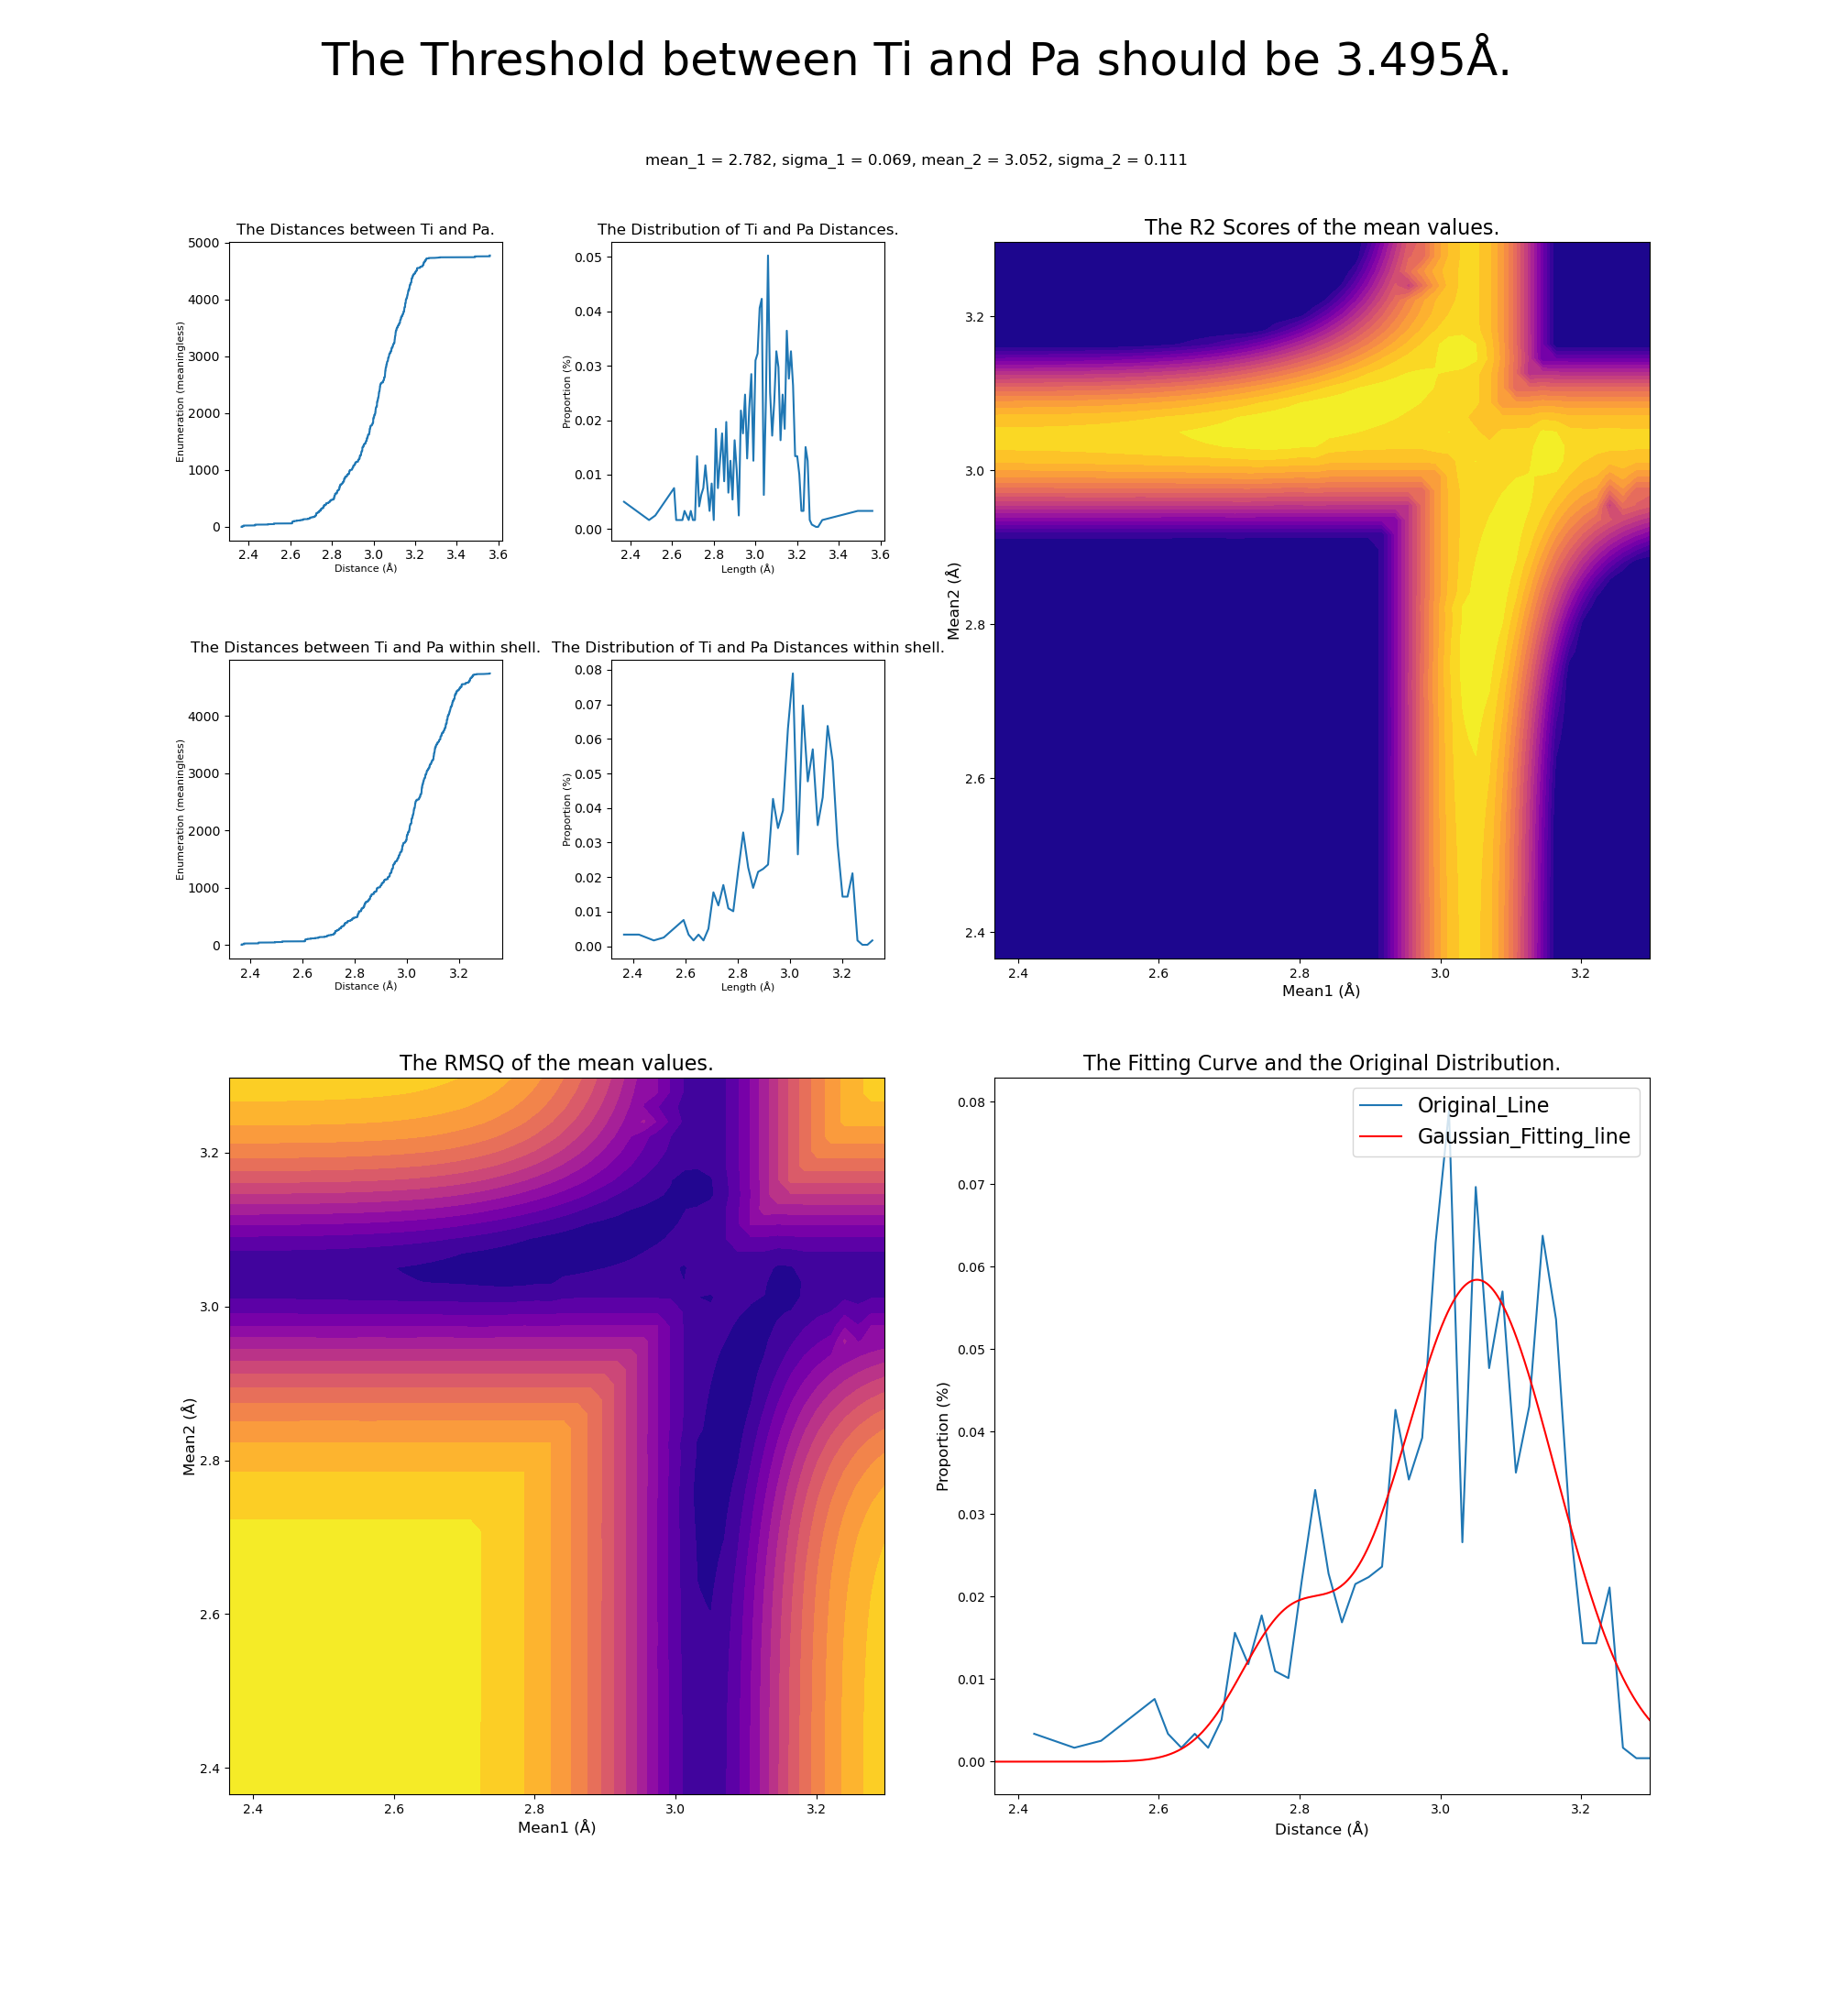 The Threshold between Ti and Pa should be 3.495Å.
mean_1 = 2.782, sigma_1 = 0.069, mean_2 = 3.052, sigma_2 = 0.111
The Distances between Ti and Pa.
5000
4000
3000
2000
1000
0
Enumeration (meaningless)
2.4 2.6 2.8 3.0 3.2 3.4 3.6
Distance (Å)
The Distribution of Ti and Pa Distances.
0.05
0.04
0.03
0.02
0.01
0.00
Proportion (%)
2.4 2.6 2.8 3.0 3.2 3.4 3.6
Length (Å)
The R2 Scores of the mean values.
3.2
3.0
2.8
2.6
2.4
Mean2 (Å)
2.4 2.6 2.8 3.0 3.2
Mean1 (Å)
The Distances between Ti and Pa within shell.
4000
3000
2000
1000
0
Enumeration (meaningless)
2.4 2.6 2.8 3.0 3.2
Distance (Å)
The Distribution of Ti and Pa Distances within shell.
0.08
0.07
0.06
0.05
0.04
0.03
0.02
0.01
0.00
Proportion (%)
2.4 2.6 2.8 3.0 3.2
Length (Å)
The RMSQ of the mean values.
3.2
3.0
2.8
2.6
2.4
Mean2 (Å)
2.4 2.6 2.8 3.0 3.2
Mean1 (Å)
The Fitting Curve and the Original Distribution.
Original_Line
Gaussian_Fitting_line
0.08
0.07
0.06
0.05
0.04
0.03
0.02
0.01
0.00
Proportion (%)
2.4 2.6 2.8 3.0 3.2
Distance (Å)